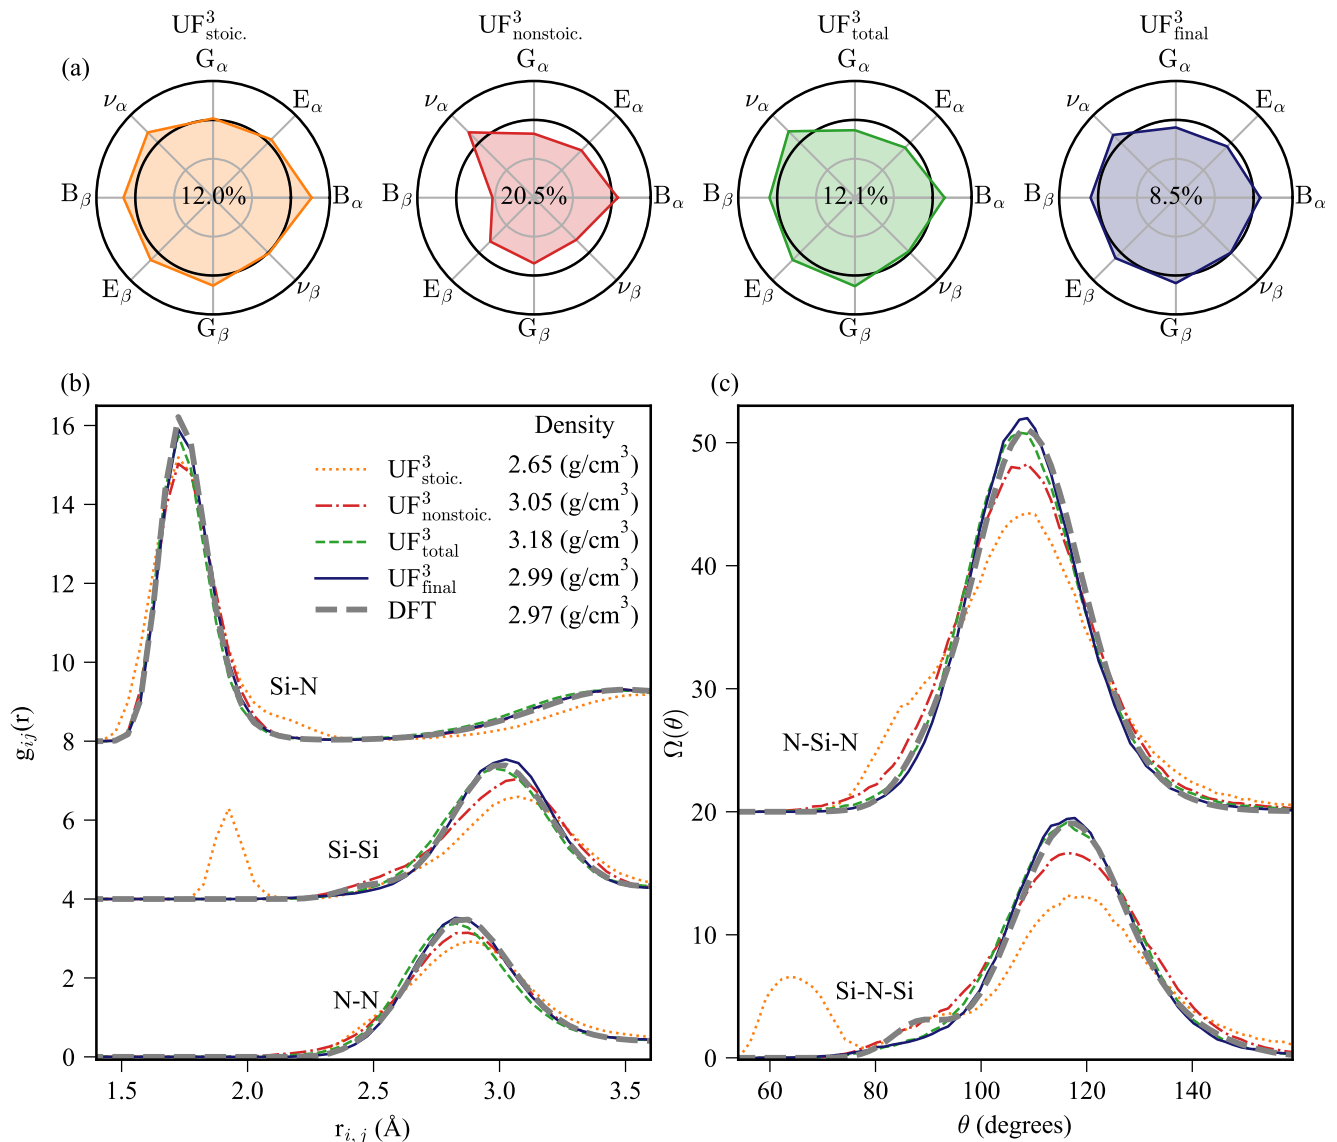 UF³stoic. UF³nonstoic. UF³total UF³final
(a)
Gα Gα Gα Gα
να Eα να Eα να Eα να Eα
Bβ 12.0% Bα Bβ 20.5% Bα Bβ 12.1% Bα Bβ 8.5% Bα
Eβ νβ Eβ νβ Eβ νβ Eβ νβ
Gβ Gβ Gβ Gβ
(b)
Density
UF³stoic. 2.65 (g/cm³)
UF³nonstoic. 3.05 (g/cm³)
UF³total 3.18 (g/cm³)
UF³final 2.99 (g/cm³)
DFT 2.97 (g/cm³)
Si-N
Si-Si
N-N
gij(r)
16
14
12
10
8
6
4
2
0
1.5 2.0 2.5 3.0 3.5
ri, j (Å)
(c)
N-Si-N
Si-N-Si
Ω(θ)
50
40
30
20
10
0
60 80 100 120 140
θ (degrees)